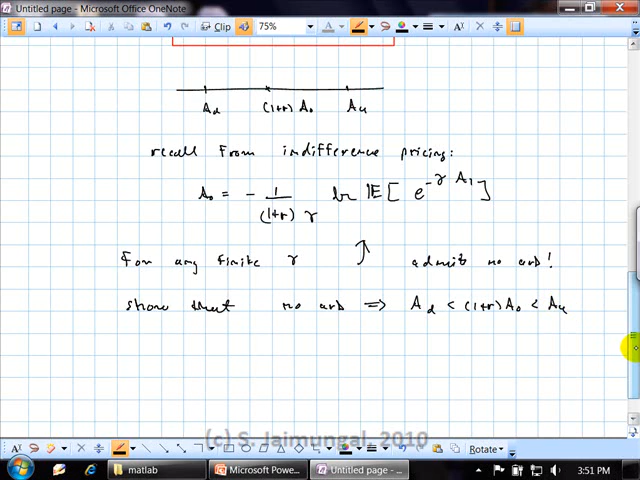 Untitled page - Microsoft Office OneNote
Clip 75%
A_d (1+r) A_0 A_u
recall from indifference pricing:
A_0 = - 1/((1+r) γ) ln 𝔼[ e^{-γ A_1} ]
For any finite γ ↑ admits no arb!
show that no arb ⇒ A_d < (1+r)A_0 < A_u
(c) S. Jaimungal, 2010
Rotate
matlab Microsoft Powe... Untitled page - ... 3:51 PM